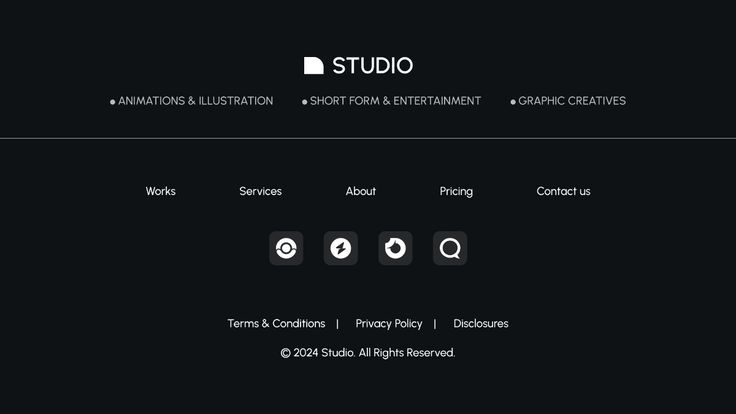 STUDIO
● ANIMATIONS & ILLUSTRATION ● SHORT FORM & ENTERTAINMENT ● GRAPHIC CREATIVES
Works Services About Pricing Contact us
Terms & Conditions | Privacy Policy | Disclosures
© 2024 Studio. All Rights Reserved.